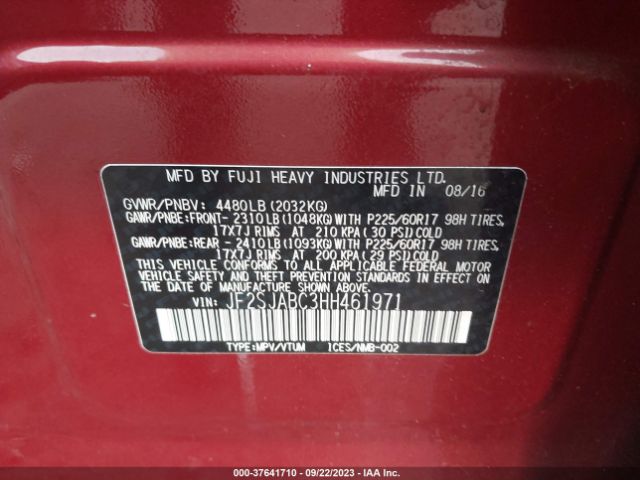 MFD BY FUJI HEAVY INDUSTRIES LTD.
MFD IN 08/16
GVWR/PNBV: 4480LB(2032KG)
GAWR/PNBE:FRONT- 2310LB(1048KG)WITH P225/60R17 98H TIRES,
17X7J RIMS AT 210 KPA(30 PSI)COLD
GAWR/PNBE:REAR - 2410LB(1093KG)WITH P225/60R17 98H TIRES,
17X7J RIMS AT 200 KPA(29 PSI)COLD
THIS VEHICLE CONFORMS TO ALL APPLICABLE FEDERAL MOTOR
VEHICLE SAFETY AND THEFT PREVENTION STANDARDS IN EFFECT ON
THE DATE OF MANUFACTURE SHOWN ABOVE.
VIN: JF2SJABC3HH461971
TYPE:MPV/VTUM ICES/NMB-002
000-37641710 - 09/22/2023 - IAA Inc.